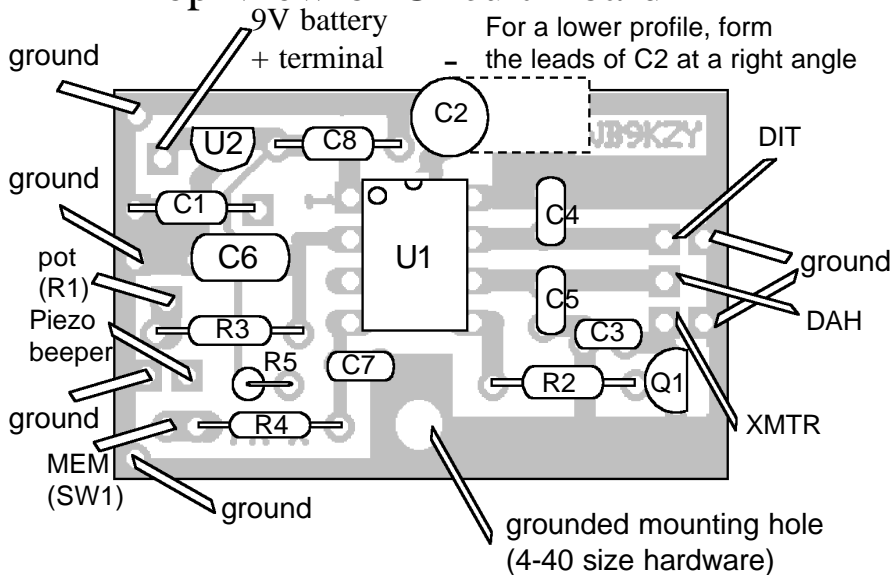 9V battery
+ terminal
For a lower profile, form
the leads of C2 at a right angle
-
ground
C2
WB9KZY
U2
C8
DIT
ground
C1
C4
C6
U1
pot
(R1)
ground
C5
DAH
Piezo
beeper
R3
C3
R5
C7
R2
Q1
ground
R4
XMTR
MEM
(SW1)
ground
grounded mounting hole
(4-40 size hardware)